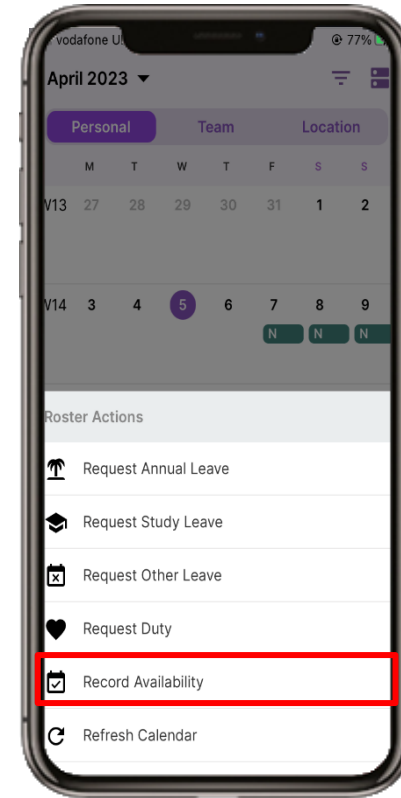 vodafone U 77%
April 2023
Personal Team Location
M T W T F S S
W13 27 28 29 30 31 1 2
W14 3 4 5 6 7 8 9
N N N
Roster Actions
Request Annual Leave
Request Study Leave
Request Other Leave
Request Duty
Record Availability
Refresh Calendar